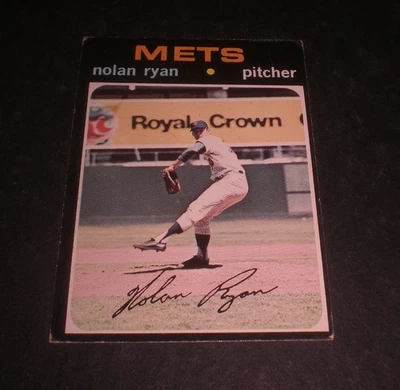 METS
nolan ryan • pitcher
Royal Crown C
Nolan Ryan